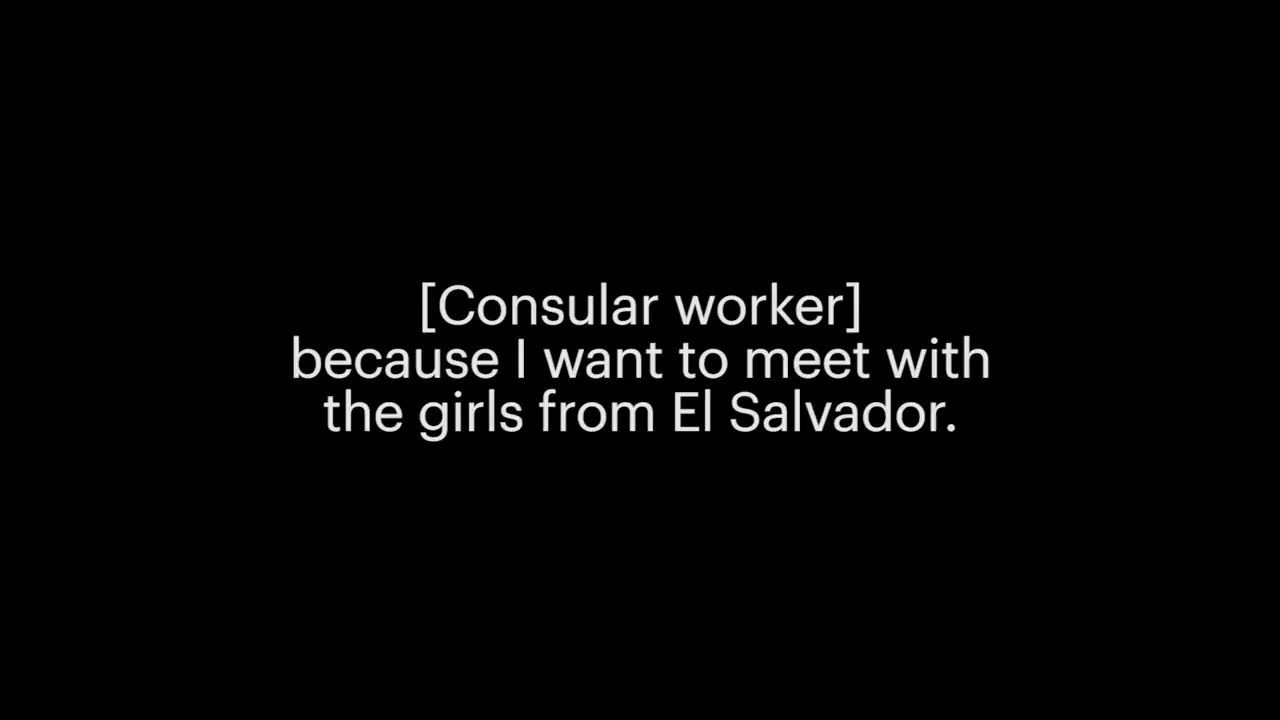 [Consular worker]
because I want to meet with
the girls from El Salvador.